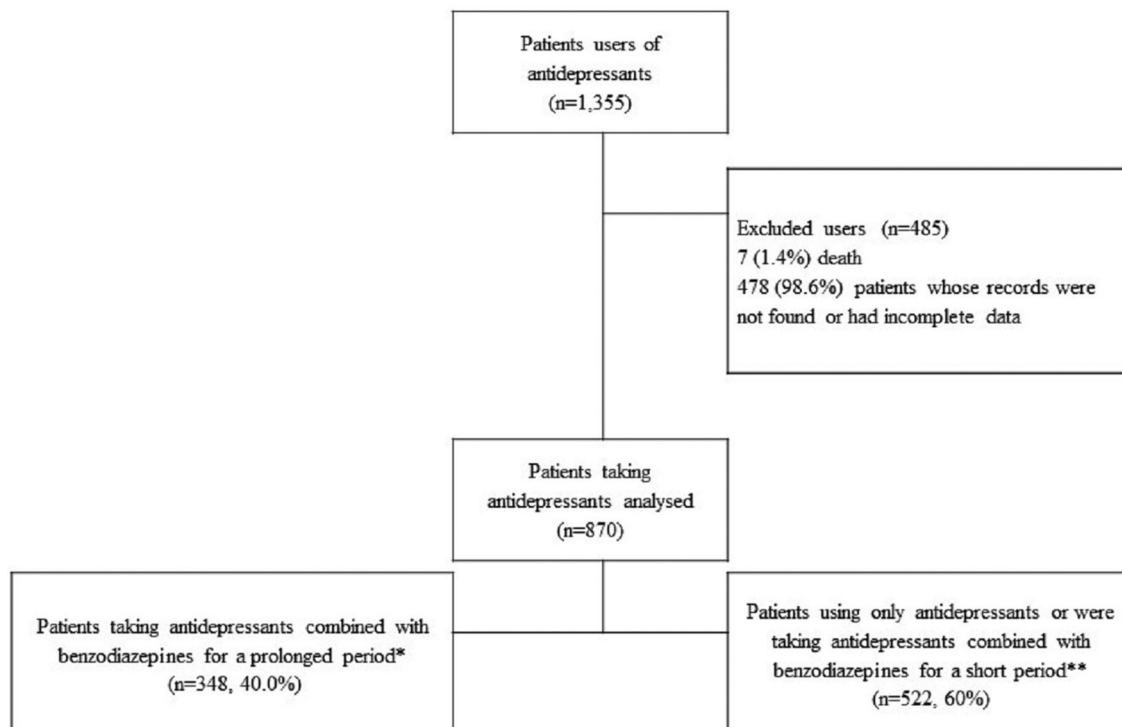 Patients users of
antidepressants
(n=1,355)
Excluded users (n=485)
7 (1.4%) death
478 (98.6%) patients whose records were
not found or had incomplete data
Patients taking
antidepressants analysed
(n=870)
Patients taking antidepressants combined with
benzodiazepines for a prolonged period*
(n=348, 40.0%)
Patients using only antidepressants or were
taking antidepressants combined with
benzodiazepines for a short period**
(n=522, 60%)